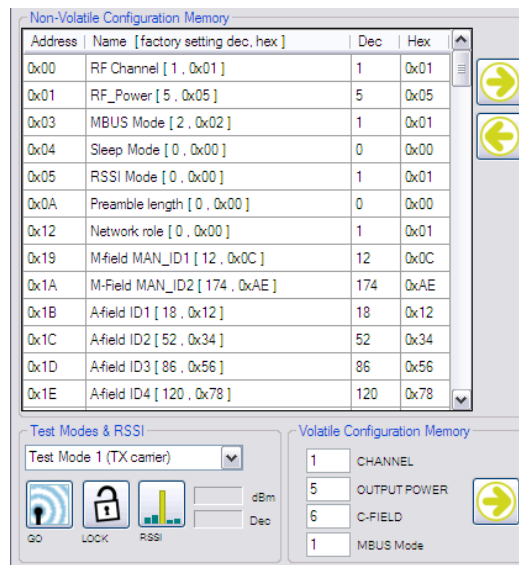 Non-Volatile Configuration Memory
Address Name [factory setting dec, hex ] Dec Hex
0x00 RF Channel [ 1 , 0x01 ] 1 0x01
0x01 RF_Power [ 5 , 0x05 ] 5 0x05
0x03 MBUS Mode [ 2 , 0x02 ] 1 0x01
0x04 Sleep Mode [ 0 , 0x00 ] 0 0x00
0x05 RSSI Mode [ 0 , 0x00 ] 1 0x01
0x0A Preamble length [ 0 , 0x00 ] 0 0x00
0x12 Network role [ 0 , 0x00 ] 1 0x01
0x19 M-field MAN_ID1 [ 12 , 0x0C ] 12 0x0C
0x1A M-Field MAN_ID2 [ 174 , 0xAE ] 174 0xAE
0x1B A-field ID1 [ 18 , 0x12 ] 18 0x12
0x1C A-field ID2 [ 52 , 0x34 ] 52 0x34
0x1D A-field ID3 [ 86 , 0x56 ] 86 0x56
0x1E A-field ID4 [ 120 , 0x78 ] 120 0x78
Test Modes & RSSI
Test Mode 1 (TX carrier)
dBm
Dec
GO LOCK RSSI
Volatile Configuration Memory
1 CHANNEL
5 OUTPUT POWER
6 C-FIELD
1 MBUS Mode